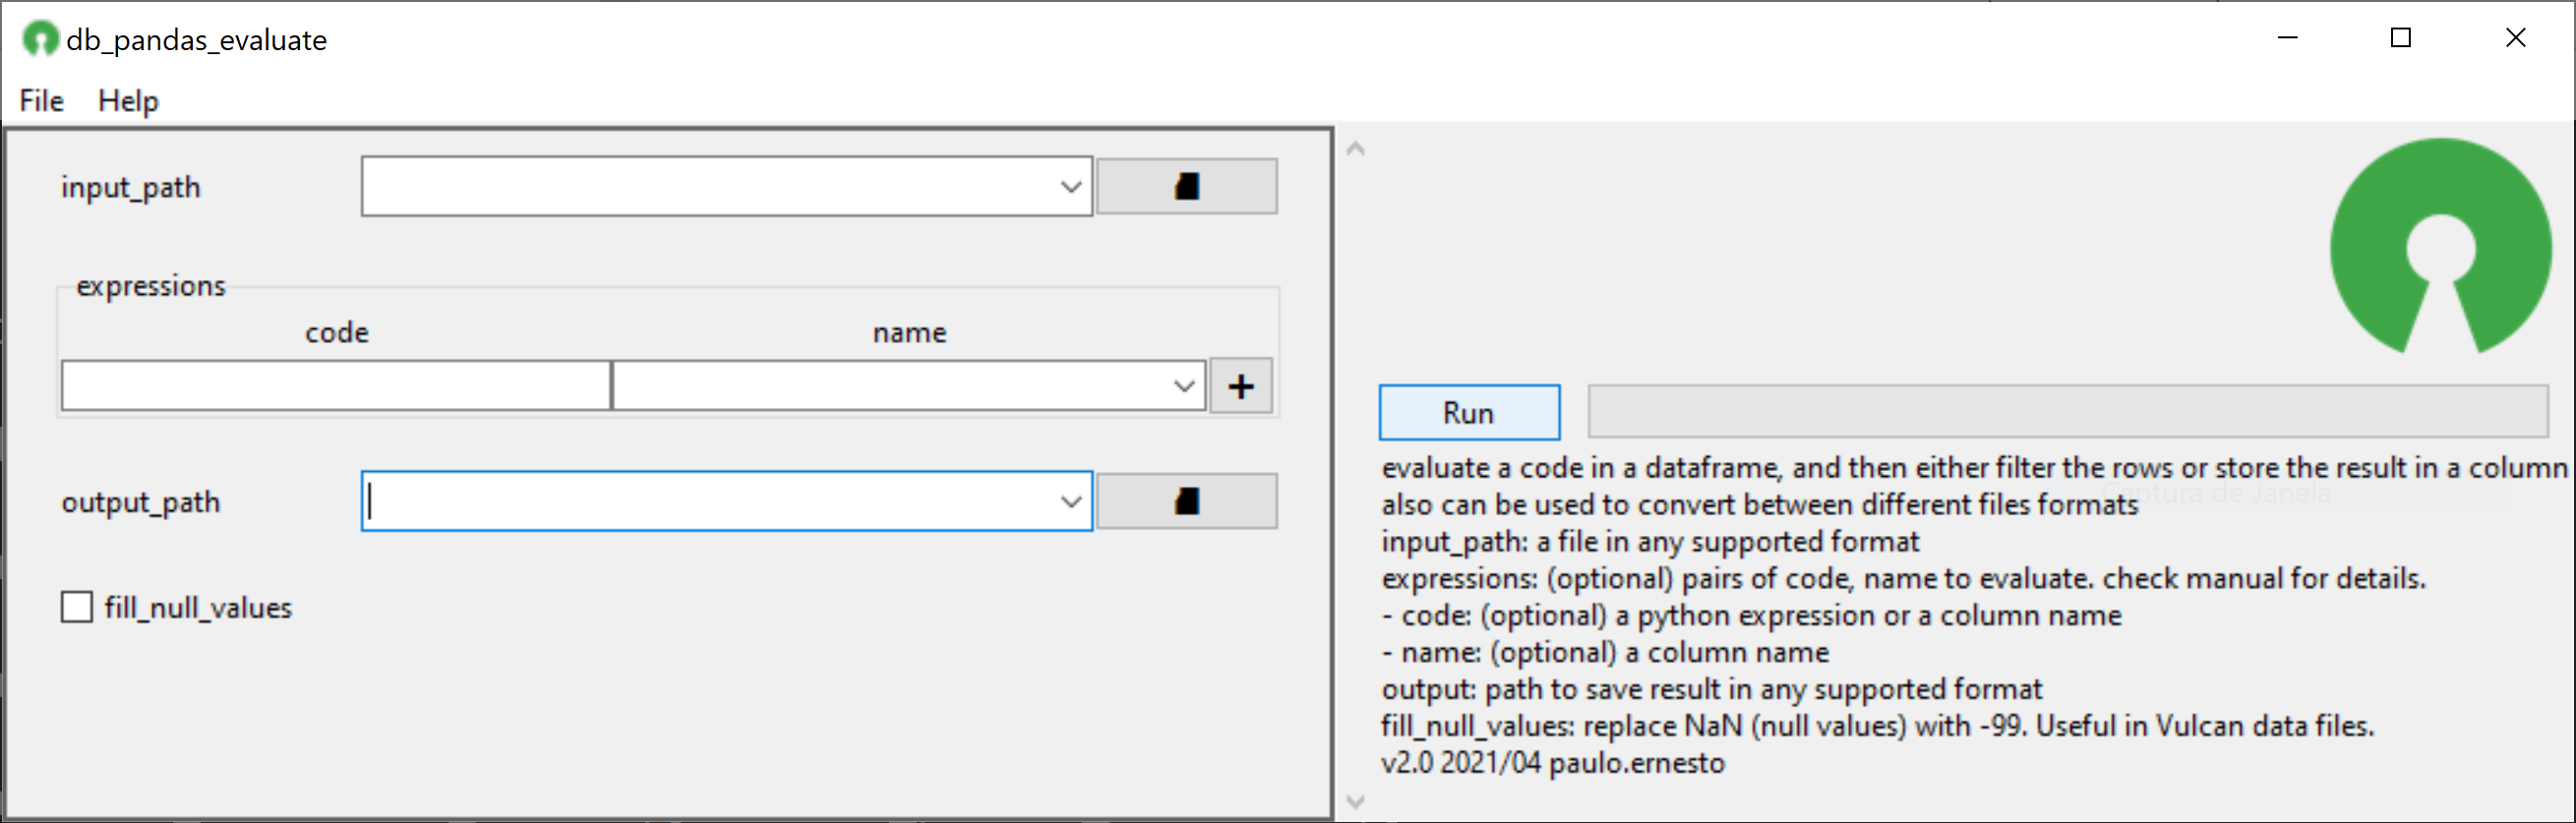 db_pandas_evaluate
File Help
input_path
expressions
code name
+
output_path
fill_null_values
Run
evaluate a code in a dataframe, and then either filter the rows or store the result in a column
Captura de Janela
also can be used to convert between different files formats
input_path: a file in any supported format
expressions: (optional) pairs of code, name to evaluate. check manual for details.
- code: (optional) a python expression or a column name
- name: (optional) a column name
output: path to save result in any supported format
fill_null_values: replace NaN (null values) with -99. Useful in Vulcan data files.
v2.0 2021/04 paulo.ernesto